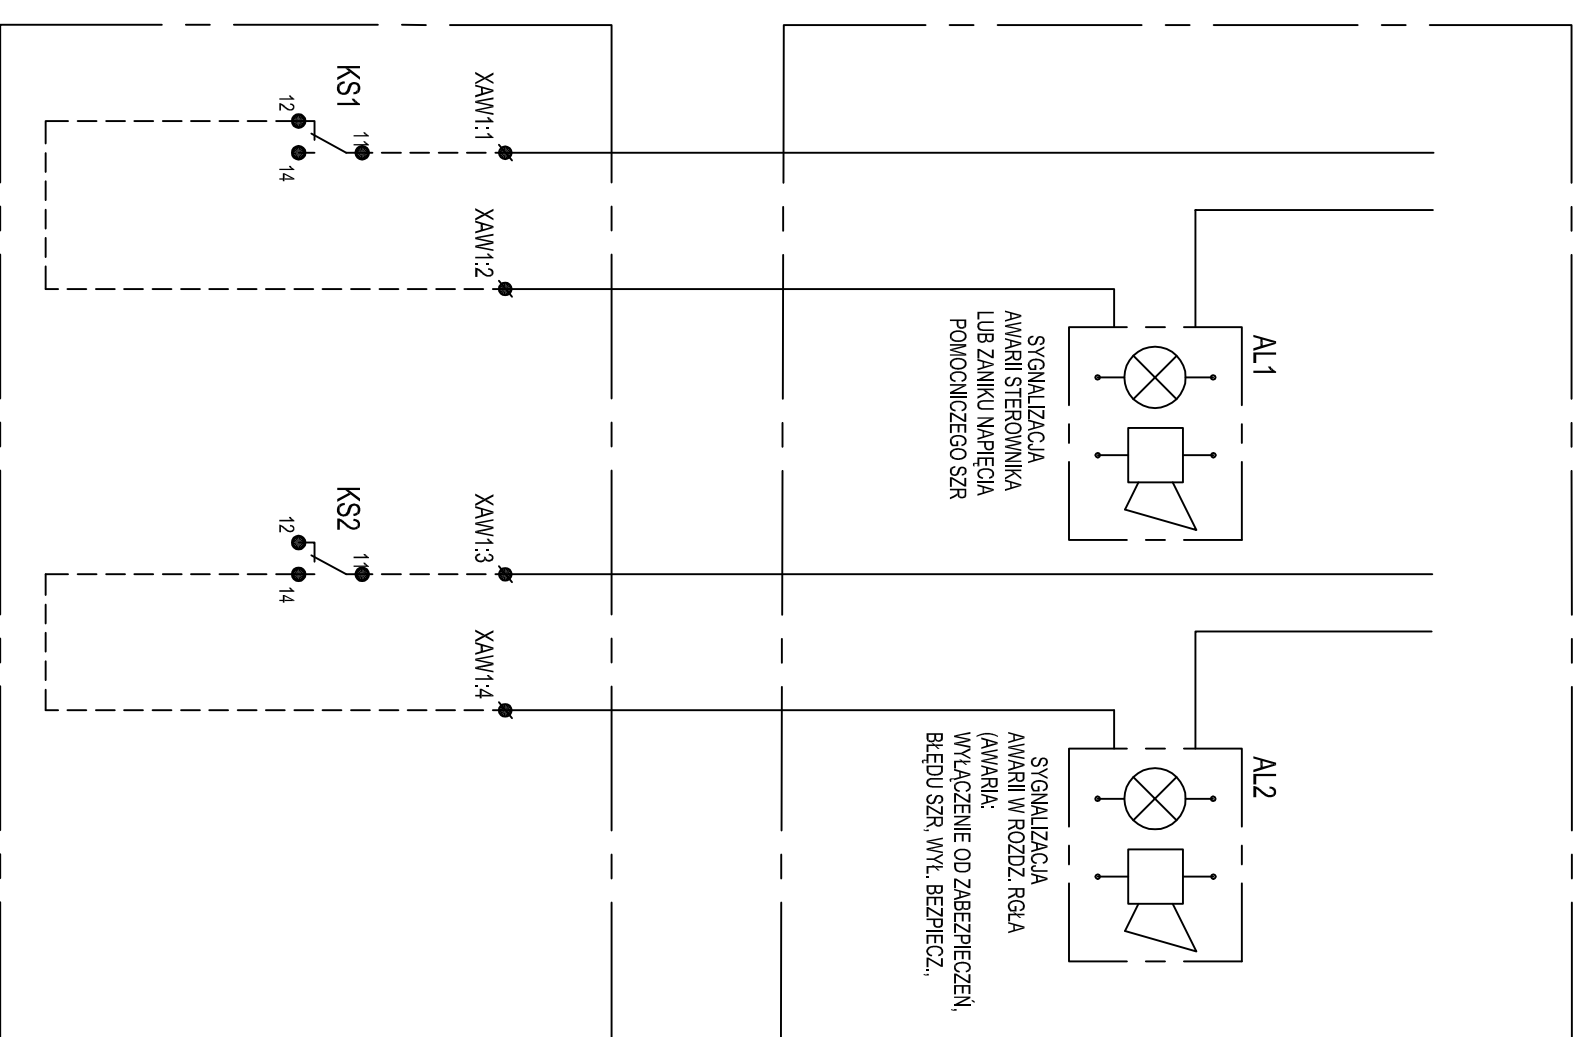 KS1
12
11
14
XAW1:1
XAW1:2
AL1
SYGNALIZACJA
AWARII STEROWNIKA
LUB ZANIKU NAPIĘCIA
POMOCNICZEGO SZR
KS2
12
11
14
XAW1:3
XAW1:4
AL2
SYGNALIZACJA
AWARII W ROZDZ. RGŁA
(AWARIA:
WYŁĄCZENIE OD ZABEZPIECZEŃ,
BŁĘDU SZR, WYŁ. BEZPIECZ.,